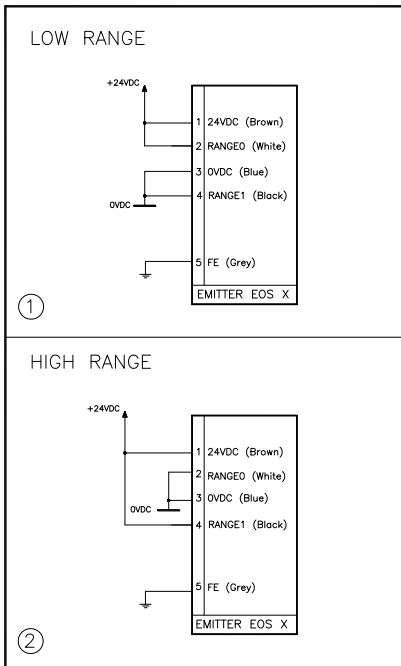 LOW RANGE
+24VDC
1 24VDC (Brown)
2 RANGE0 (White)
3 0VDC (Blue)
4 RANGE1 (Black)
0VDC
5 FE (Grey)
EMITTER EOS X
1
HIGH RANGE
+24VDC
1 24VDC (Brown)
2 RANGE0 (White)
3 0VDC (Blue)
0VDC
4 RANGE1 (Black)
5 FE (Grey)
EMITTER EOS X
2